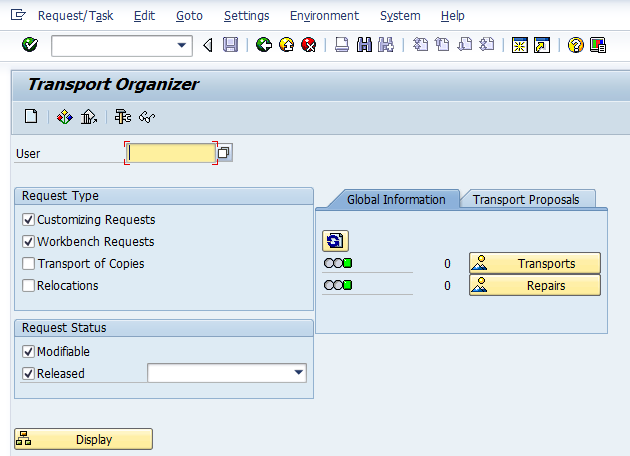 Request/Task Edit Goto Settings Environment System Help
Transport Organizer
User
Request Type
Customizing Requests
Workbench Requests
Transport of Copies
Relocations
Request Status
Modifiable
Released
Display
Global Information Transport Proposals
0 Transports
0 Repairs